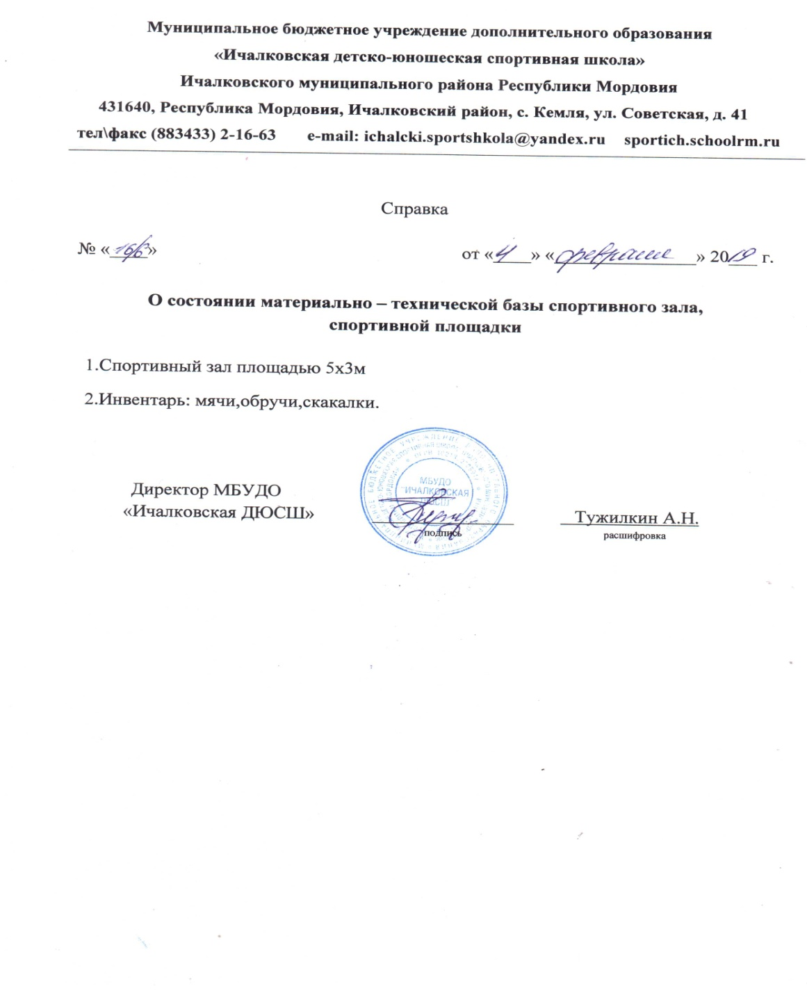 Муниципальное бюджетное учреждение дополнительного образования
«Ичалковская детско-юношеская спортивная школа»
Ичалковского муниципального района Республики Мордовия
431640, Республика Мордовия, Ичалковский район, с. Кемля, ул. Советская, д. 41
тел\факс (883433) 2-16-63 e-mail: ichalcki.sportshkola@yandex.ru sportich.schoolrm.ru
Справка
№ «» от «4» «февраля» 2019 г.
О состоянии материально – технической базы спортивного зала,
спортивной площадки
1.Спортивный зал площадью 5х3м
2.Инвентарь: мячи,обручи,скакалки.
МБУДО
"ИЧАЛКОВСКАЯ
ДЮСШ"
Директор МБУДО
«Ичалковская ДЮСШ» Тужилкин А.Н.
подпись расшифровка